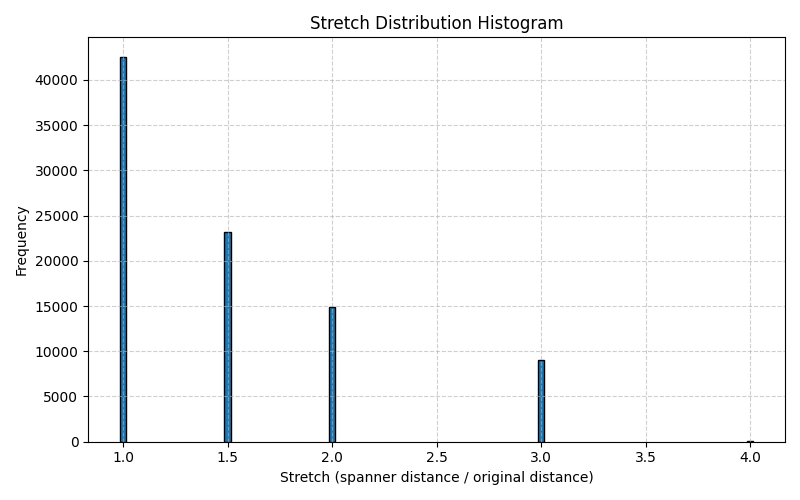 Stretch Distribution Histogram
Frequency
40000
35000
30000
25000
20000
15000
10000
5000
0
1.0 1.5 2.0 2.5 3.0 3.5 4.0
Stretch (spanner distance / original distance)